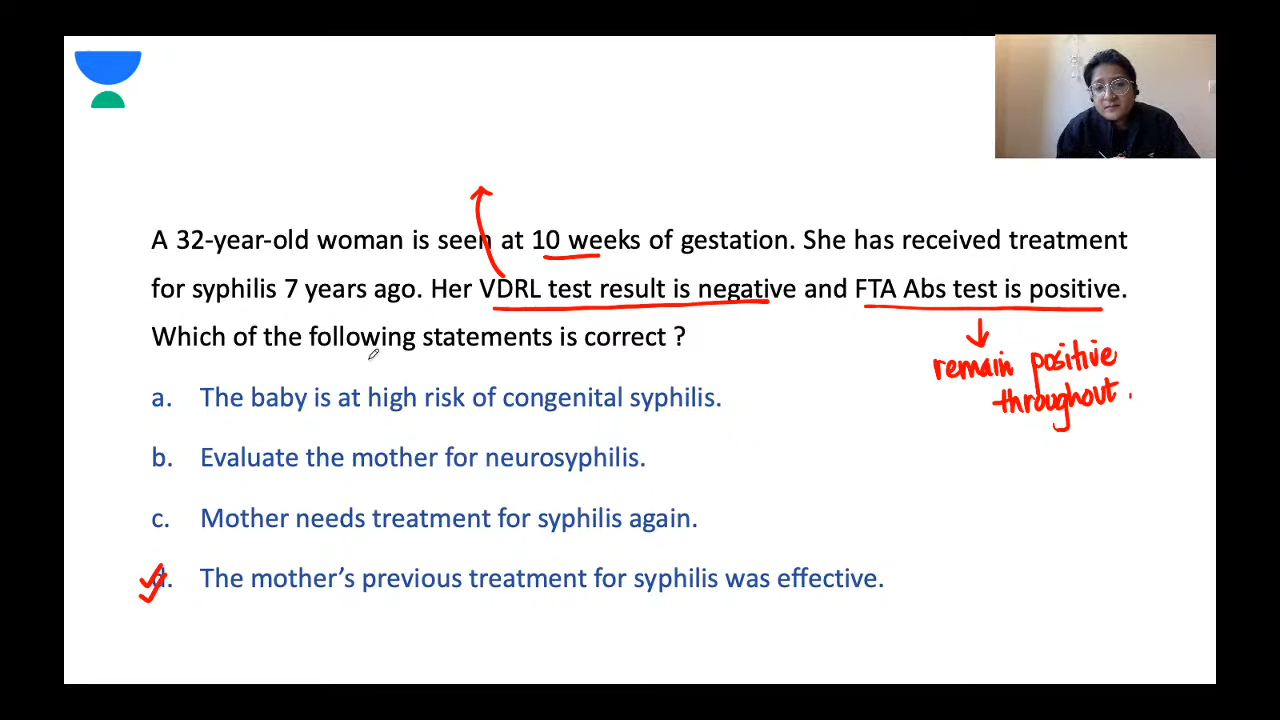 A 32-year-old woman is seen at 10 weeks of gestation. She has received treatment
for syphilis 7 years ago. Her VDRL test result is negative and FTA Abs test is positive.
Which of the following statements is correct ?
remain positive
throughout.
a. The baby is at high risk of congenital syphilis.
b. Evaluate the mother for neurosyphilis.
c. Mother needs treatment for syphilis again.
d. The mother’s previous treatment for syphilis was effective.